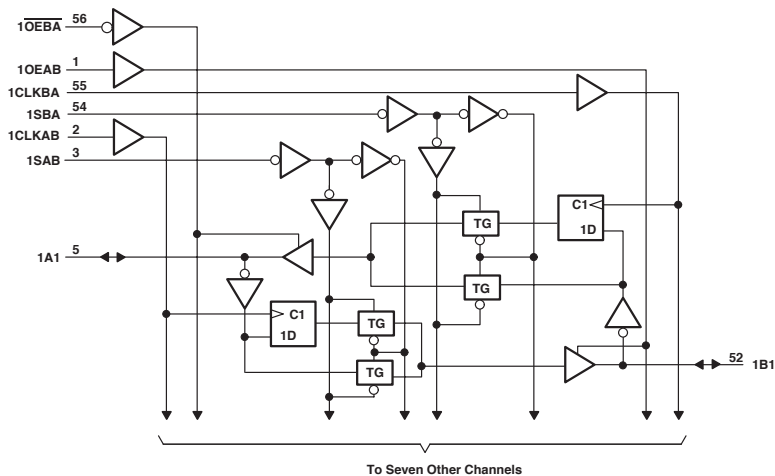 1OEBA 56
1OEAB 1
1CLKBA 55
1SBA 54
1CLKAB 2
1SAB 3
C1
TG
1D
1A1 5
TG
C1
TG
1D
TG
52 1B1
To Seven Other Channels